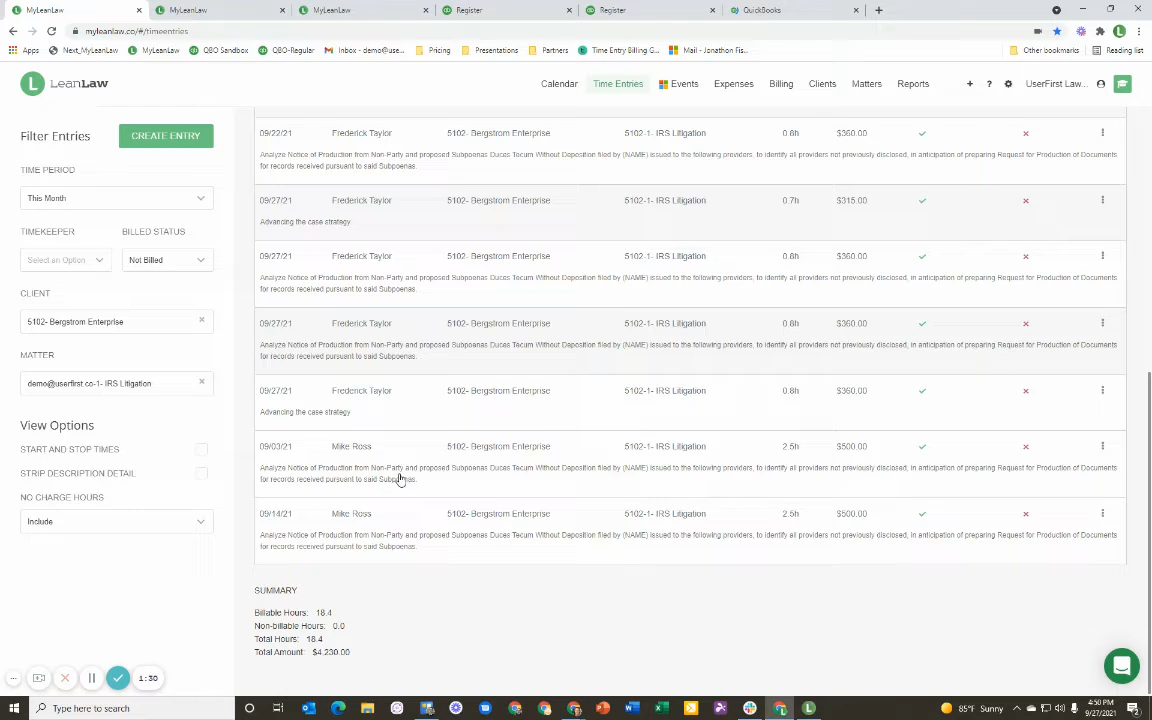 MyLeanLaw
MyLeanLaw
MyLeanLaw
Register
Register
QuickBooks
myleanlaw.co/#/timeentries
Apps
Next_MyLeanLaw
MyLeanLaw
QBO Sandbox
QBO-Regular
Inbox - demo@use...
Pricing
Presentations
Partners
Time Entry Billing G...
Mail - Jonathon Fis...
Other bookmarks
Reading list
LeanLaw
Calendar
Time Entries
Events
Expenses
Billing
Clients
Matters
Reports
UserFirst Law...
Filter Entries
CREATE ENTRY
TIME PERIOD
This Month
TIMEKEEPER
BILLED STATUS
Select an Option
Not Billed
CLIENT
5102- Bergstrom Enterprise
MATTER
demo@userfirst co-1- IRS Litigation
View Options
START AND STOP TIMES
STRIP DESCRIPTION DETAIL
NO CHARGE HOURS
Include
09/22/21 Frederick Taylor 5102- Bergstrom Enterprise 5102-1- IRS Litigation 0.8h $360.00
Analyze Notice of Production from Non-Party and proposed Subpoenas Duces Tecum Without Deposition filed by (NAME) issued to the following providers, to identify all providers not previously disclosed, in anticipation of preparing Request for Production of Documents
for records received pursuant to said Subpoenas.
09/27/21 Frederick Taylor 5102- Bergstrom Enterprise 5102-1- IRS Litigation 0.7h $315.00
Advancing the case strategy
09/27/21 Frederick Taylor 5102- Bergstrom Enterprise 5102-1- IRS Litigation 0.8h $360.00
Analyze Notice of Production from Non-Party and proposed Subpoenas Duces Tecum Without Deposition filed by (NAME) issued to the following providers, to identify all providers not previously disclosed, in anticipation of preparing Request for Production of Documents
for records received pursuant to said Subpoenas.
09/27/21 Frederick Taylor 5102- Bergstrom Enterprise 5102-1- IRS Litigation 0.8h $360.00
Analyze Notice of Production from Non-Party and proposed Subpoenas Duces Tecum Without Deposition filed by (NAME) issued to the following providers, to identify all providers not previously disclosed, in anticipation of preparing Request for Production of Documents
for records received pursuant to said Subpoenas.
09/27/21 Frederick Taylor 5102- Bergstrom Enterprise 5102-1- IRS Litigation 0.8h $360.00
Advancing the case strategy
09/03/21 Mike Ross 5102- Bergstrom Enterprise 5102-1- IRS Litigation 2.5h $500.00
Analyze Notice of Production from Non-Party and proposed Subpoenas Duces Tecum Without Deposition filed by (NAME) issued to the following providers, to identify all providers not previously disclosed, in anticipation of preparing Request for Production of Documents
for records received pursuant to said Subpoenas.
09/14/21 Mike Ross 5102- Bergstrom Enterprise 5102-1- IRS Litigation 2.5h $500.00
Analyze Notice of Production from Non-Party and proposed Subpoenas Duces Tecum Without Deposition filed by (NAME) issued to the following providers, to identify all providers not previously disclosed, in anticipation of preparing Request for Production of Documents
for records received pursuant to said Subpoenas.
SUMMARY
Billable Hours: 18.4
Non-billable Hours: 0.0
Total Hours: 18.4
Total Amount: $4,230.00
1:30
Type here to search
85°F Sunny
4:50 PM
9/27/2021